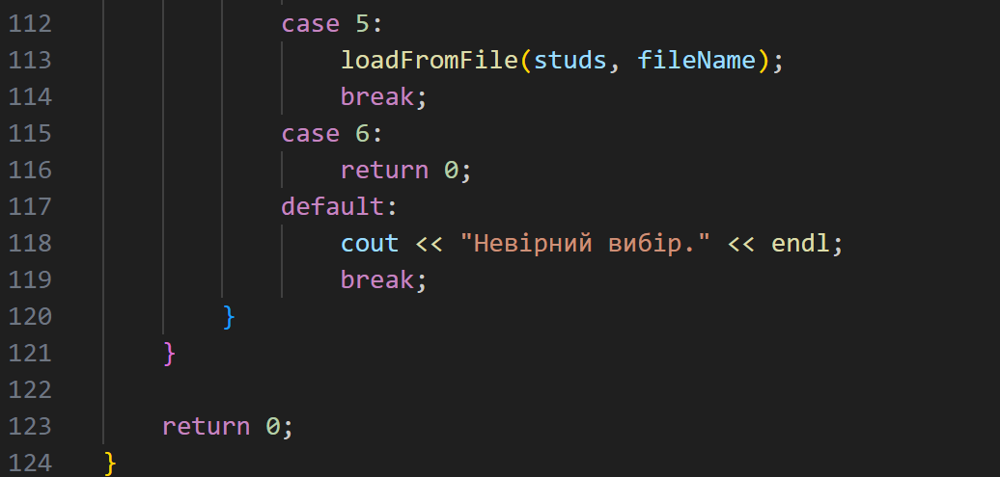 112 case 5:
113 loadFromFile(studs, fileName);
114 break;
115 case 6:
116 return 0;
117 default:
118 cout << "Невірний вибір." << endl;
119 break;
120 }
121 }
122
123 return 0;
124 }